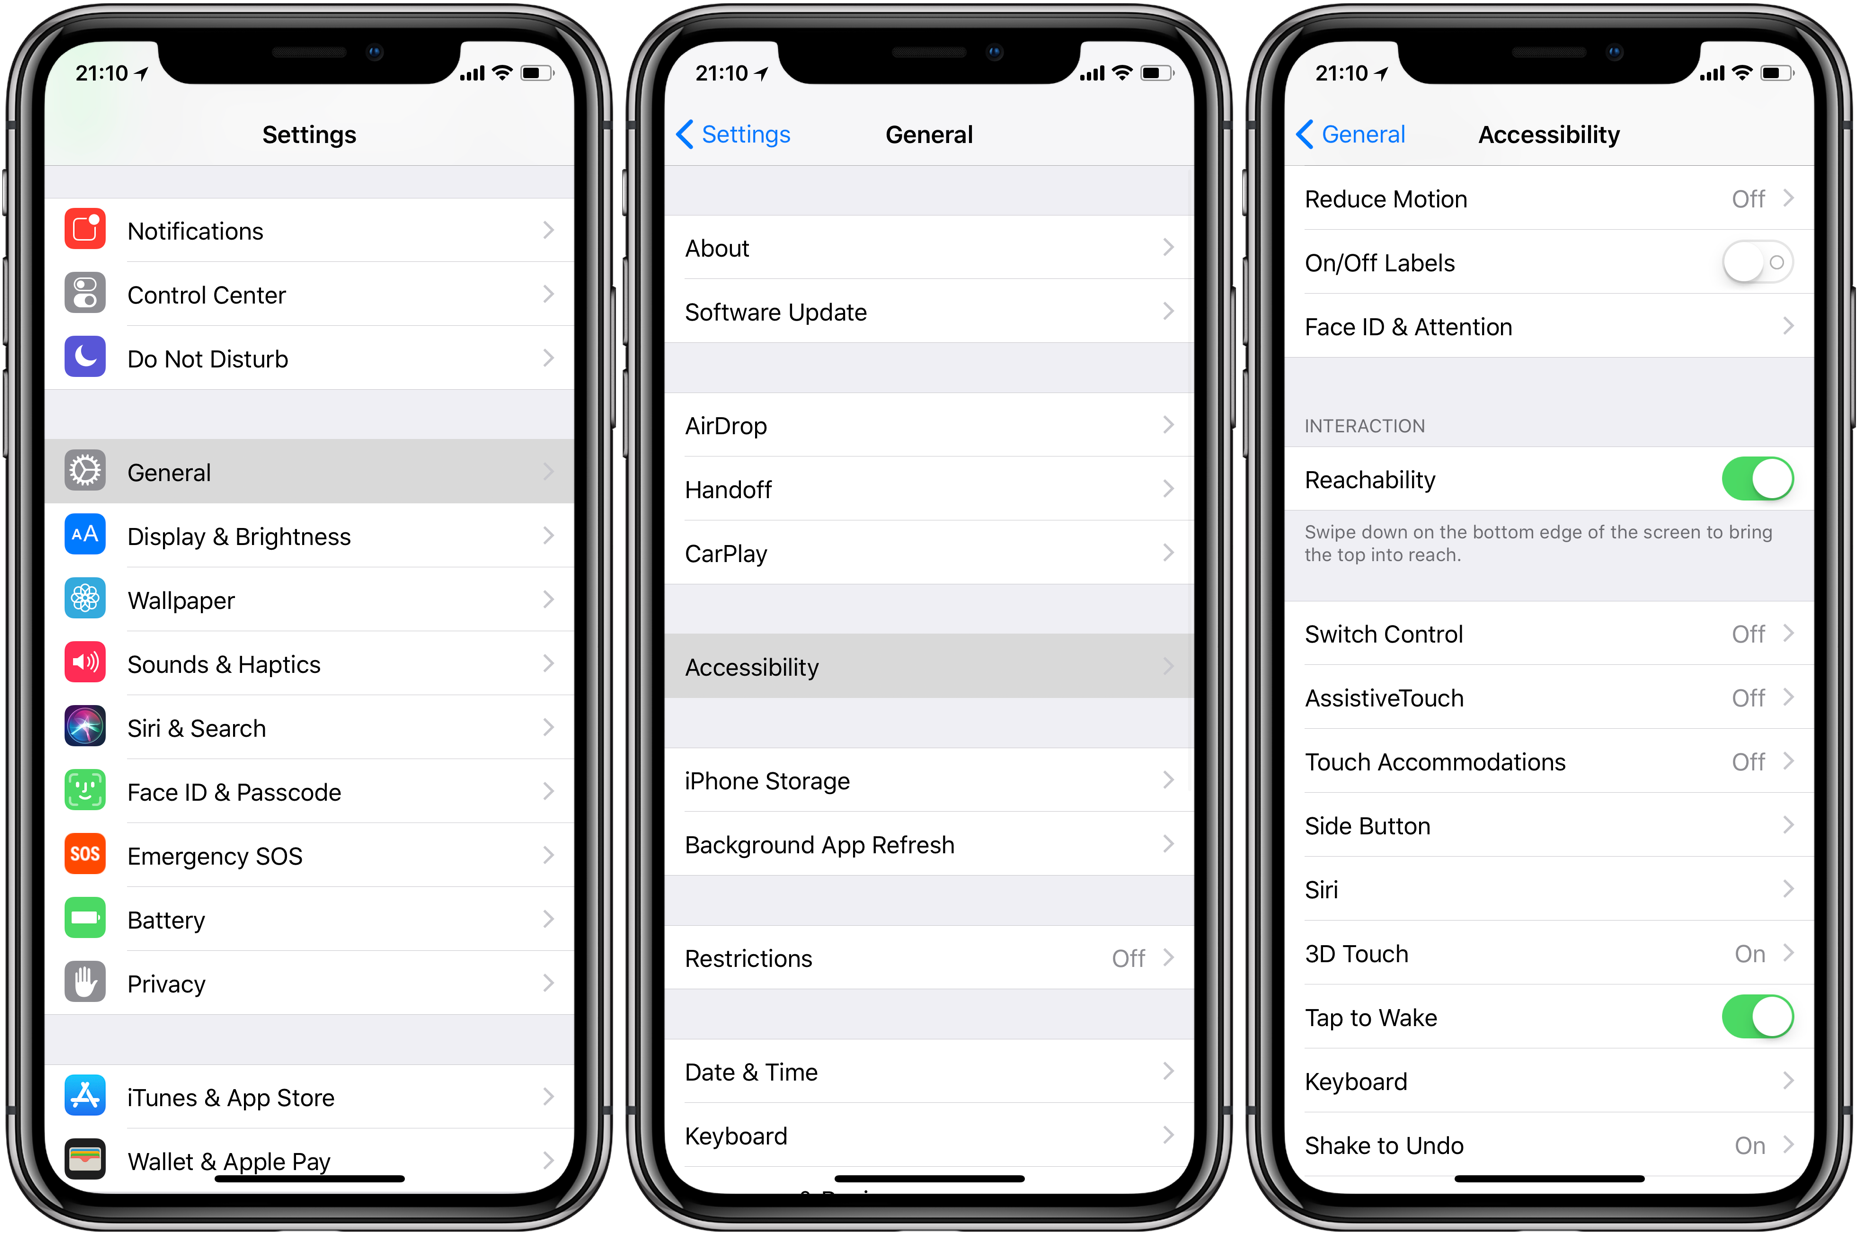 21:10
Settings
Notifications
Control Center
Do Not Disturb
General
AA
Display & Brightness
Wallpaper
Sounds & Haptics
Siri & Search
Face ID & Passcode
SOS
Emergency SOS
Battery
Privacy
iTunes & App Store
Wallet & Apple Pay
21:10
Settings
General
About
Software Update
AirDrop
Handoff
CarPlay
Accessibility
iPhone Storage
Background App Refresh
Restrictions Off
Date & Time
Keyboard
21:10
General
Accessibility
Reduce Motion Off
On/Off Labels
Face ID & Attention
INTERACTION
Reachability
Swipe down on the bottom edge of the screen to bring
the top into reach.
Switch Control Off
AssistiveTouch Off
Touch Accommodations Off
Side Button
Siri
3D Touch On
Tap to Wake
Keyboard
Shake to Undo On